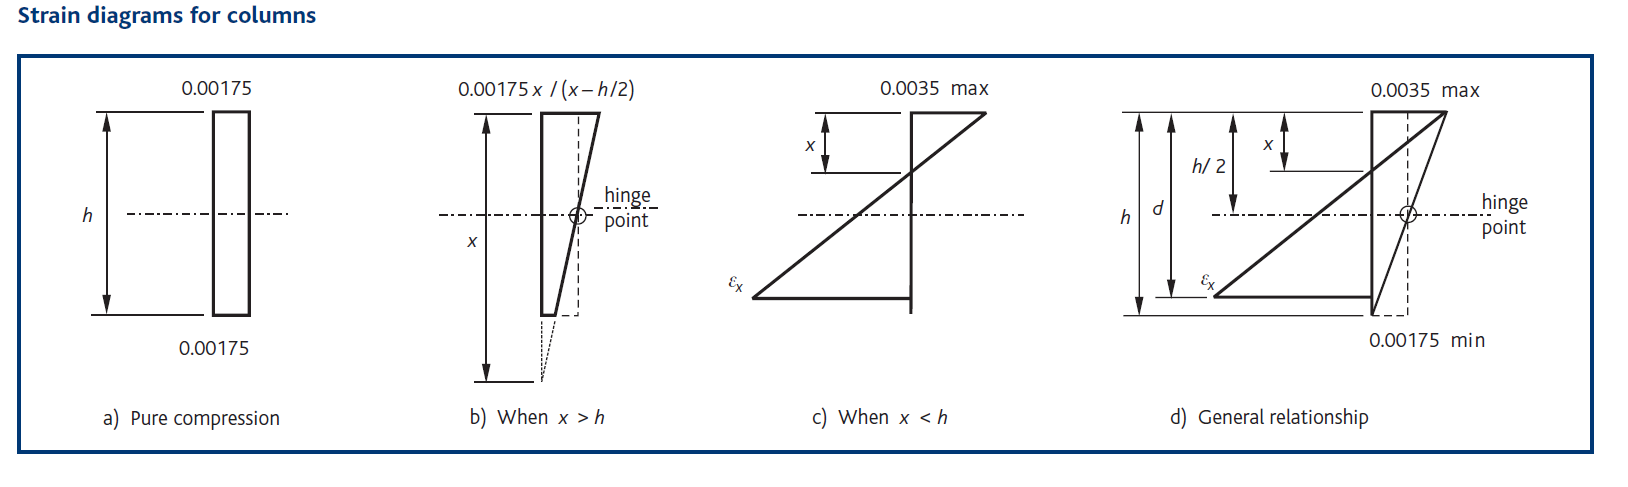 Strain diagrams for columns
0.00175
h
0.00175
a) Pure compression
0.00175 x / (x – h/2)
x
hinge
point
b) When x > h
0.0035 max
x
εx
c) When x < h
0.0035 max
h
d
h/ 2
x
εx
hinge
point
0.00175 min
d) General relationship